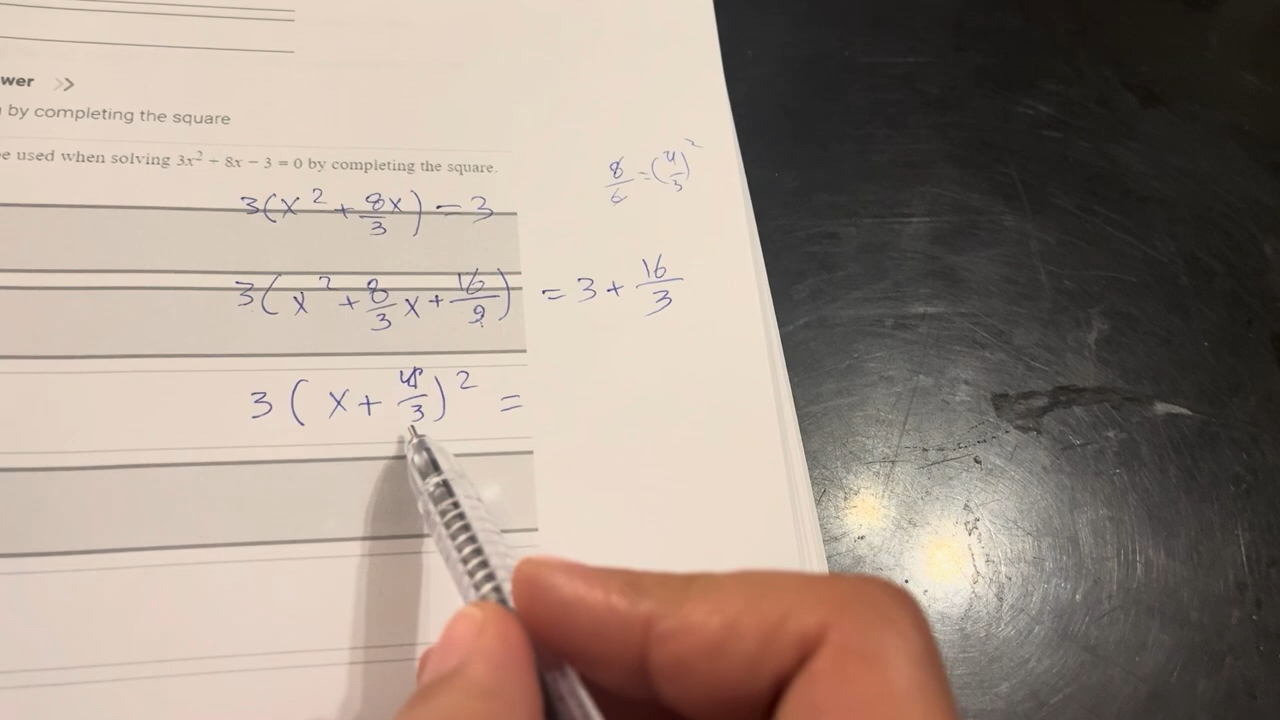 wer >>
by completing the square
e used when solving 3x² + 8x − 3 = 0 by completing the square.
8/6 = (4/3)²
3(x² + 8x/3) − 3
3(x² + 8/3 x + 16/9) = 3 + 16/3
3(x + 4/3)² =